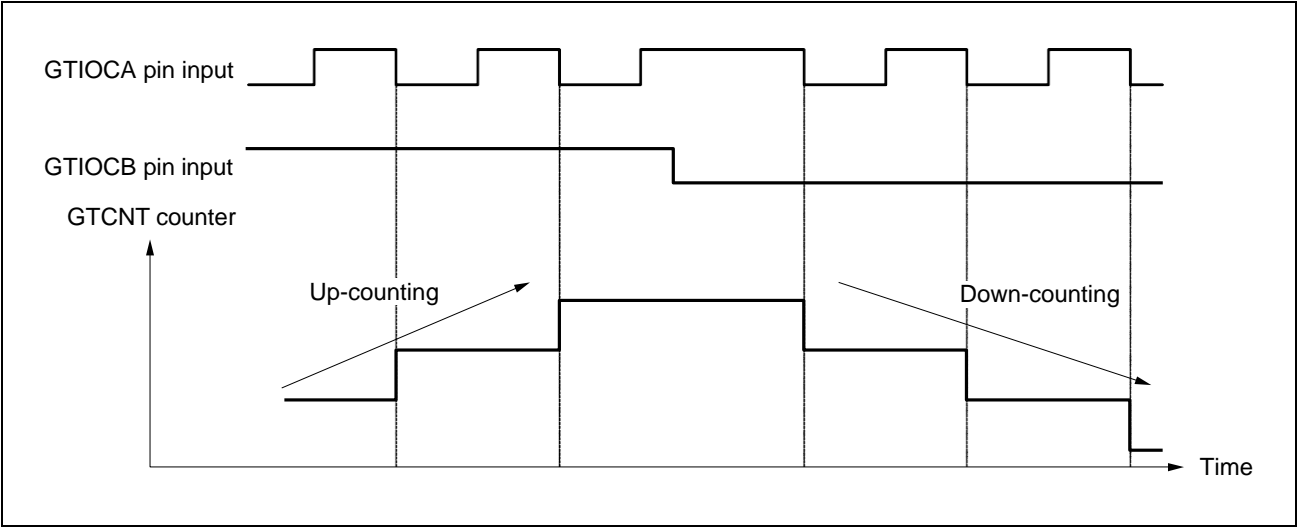 GTIOCA pin input
GTIOCB pin input
GTCNT counter
Up-counting
Down-counting
Time